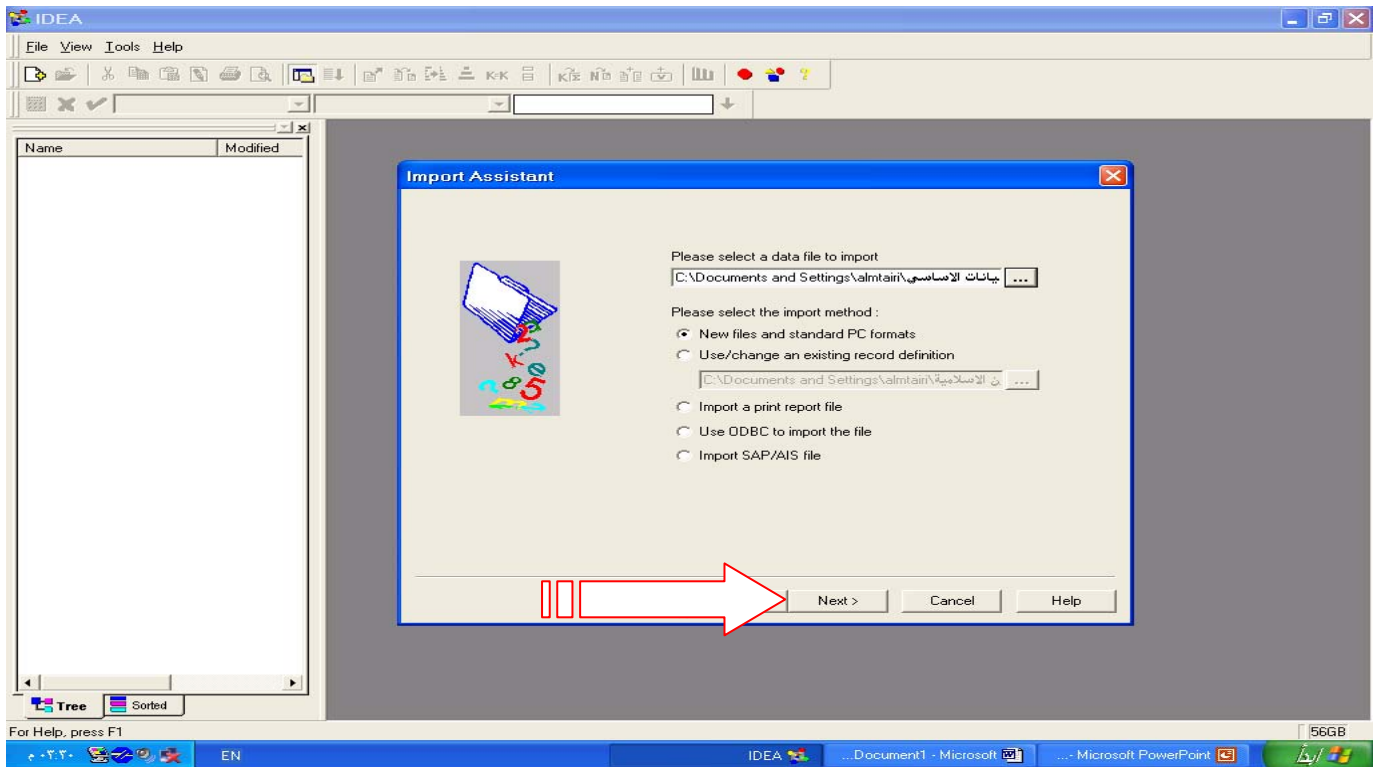 IDEA
File View Tools Help
Name Modified
Import Assistant
Please select a data file to import
C:\Documents and Settings\almtairi\بيانات الاساسي ...
Please select the import method :
New files and standard PC formats
Use/change an existing record definition
C:\Documents and Settings\almtairi\ن الاسلامية ...
Import a print report file
Use ODBC to import the file
Import SAP/AIS file
Next > Cancel Help
Tree Sorted
For Help, press F1 56GB
EN IDEA ...Document1 - Microsoft ...- Microsoft PowerPoint ابدأ